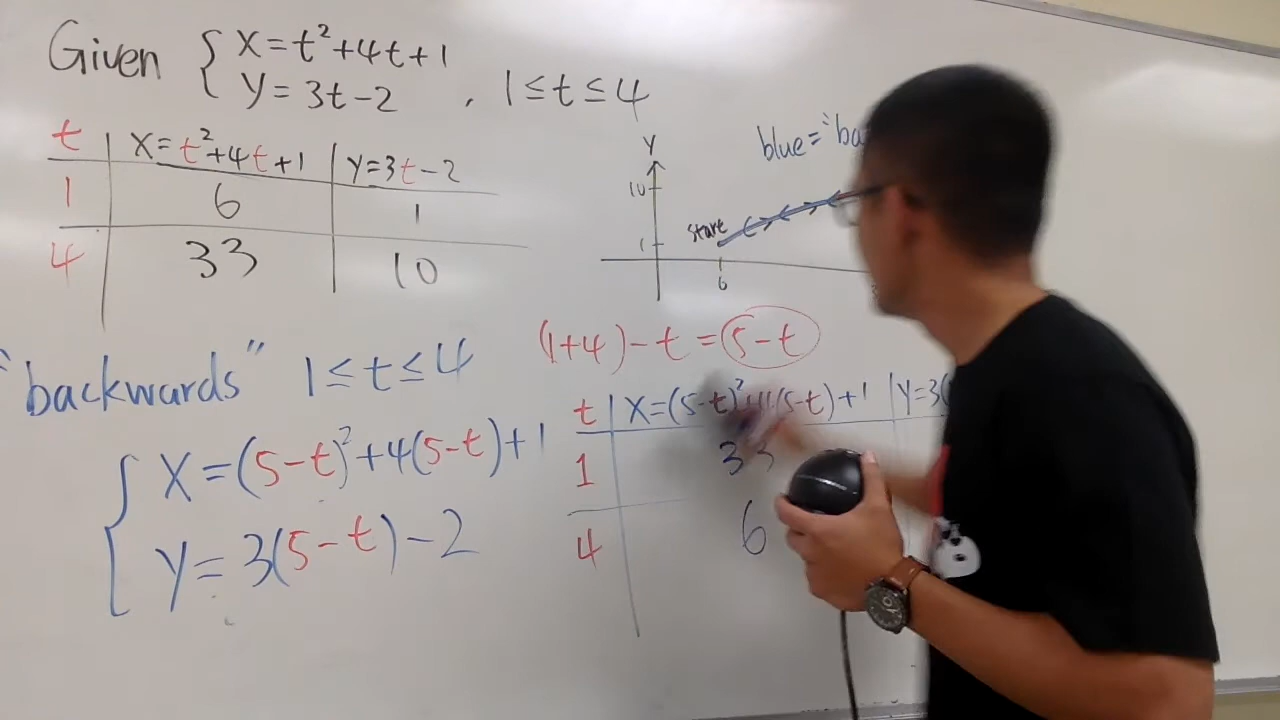 Given { x=t²+4t+1
y=3t-2 , 1≤t≤4
t | x=t²+4t+1 | y=3t-2
1 | 6 | 1
4 | 33 | 10
blue="ba
y
10
1
start
6
"backwards" 1≤t≤4
{ x=(5-t)²+4(5-t)+1
y=3(5-t)-2
(1+4)-t=5-t
t | x=(5-t)²+4(5-t)+1 | y=3(
1 | 33
4 | 6